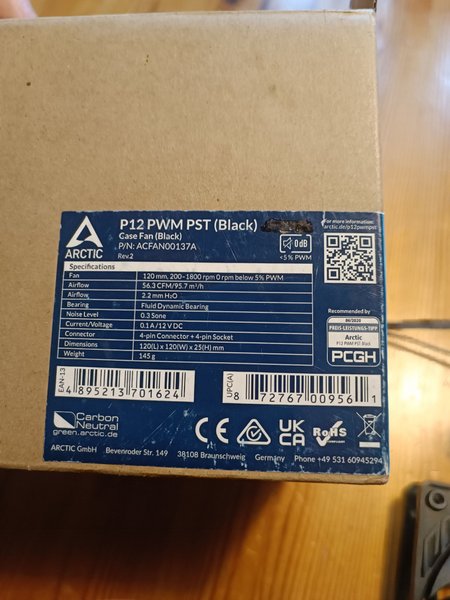 P12 PWM PST (Black)
Case Fan (Black)
P/N: ACFAN00137A
Rev.2
ARCTIC
0dB
<5% PWM
For more information:
arctic.de/p12pwmpst
Specifications
Fan 120 mm, 200–1800 rpm 0 rpm below 5% PWM
Airflow 56.3 CFM/95.7 m³/h
Airflow 2.2 mm H₂O
Bearing Fluid Dynamic Bearing
Noise Level 0.3 Sone
Current/Voltage 0.1 A/12 V DC
Connector 4-pin Connector + 4-pin Socket
Dimensions 120(L) x 120(W) x 25(H) mm
Weight 145 g
Recommended by
04/2020
PREIS-LEISTUNGS-TIPP
Arctic
P12 PWM PST Black
PCGH
EAN-13
4 895213 701624
UPC(A)
8 72767 00956 1
Carbon
Neutral
green.arctic.de
CE
UK
CA
RoHS
ARCTIC GmbH Bevenroder Str. 149 38108 Braunschweig Germany Phone +49 531 60945294